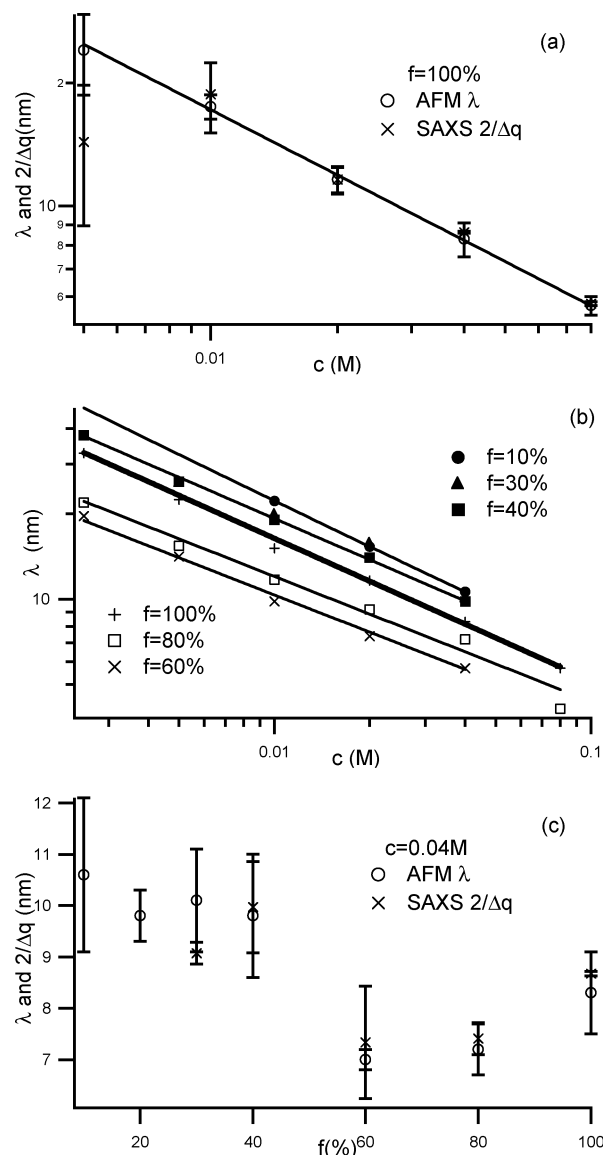 (a)
f=100%
AFM λ
SAXS 2/Δq
λ and 2/Δq(nm)
2
10
9
8
7
6
0.01
c (M)
(b)
f=10%
f=30%
f=40%
λ (nm)
20
10
f=100%
f=80%
f=60%
0.01
0.1
c (M)
(c)
c=0.04M
AFM λ
SAXS 2/Δq
λ and 2/Δq (nm)
12
11
10
9
8
7
20
40
60
80
100
f(%)